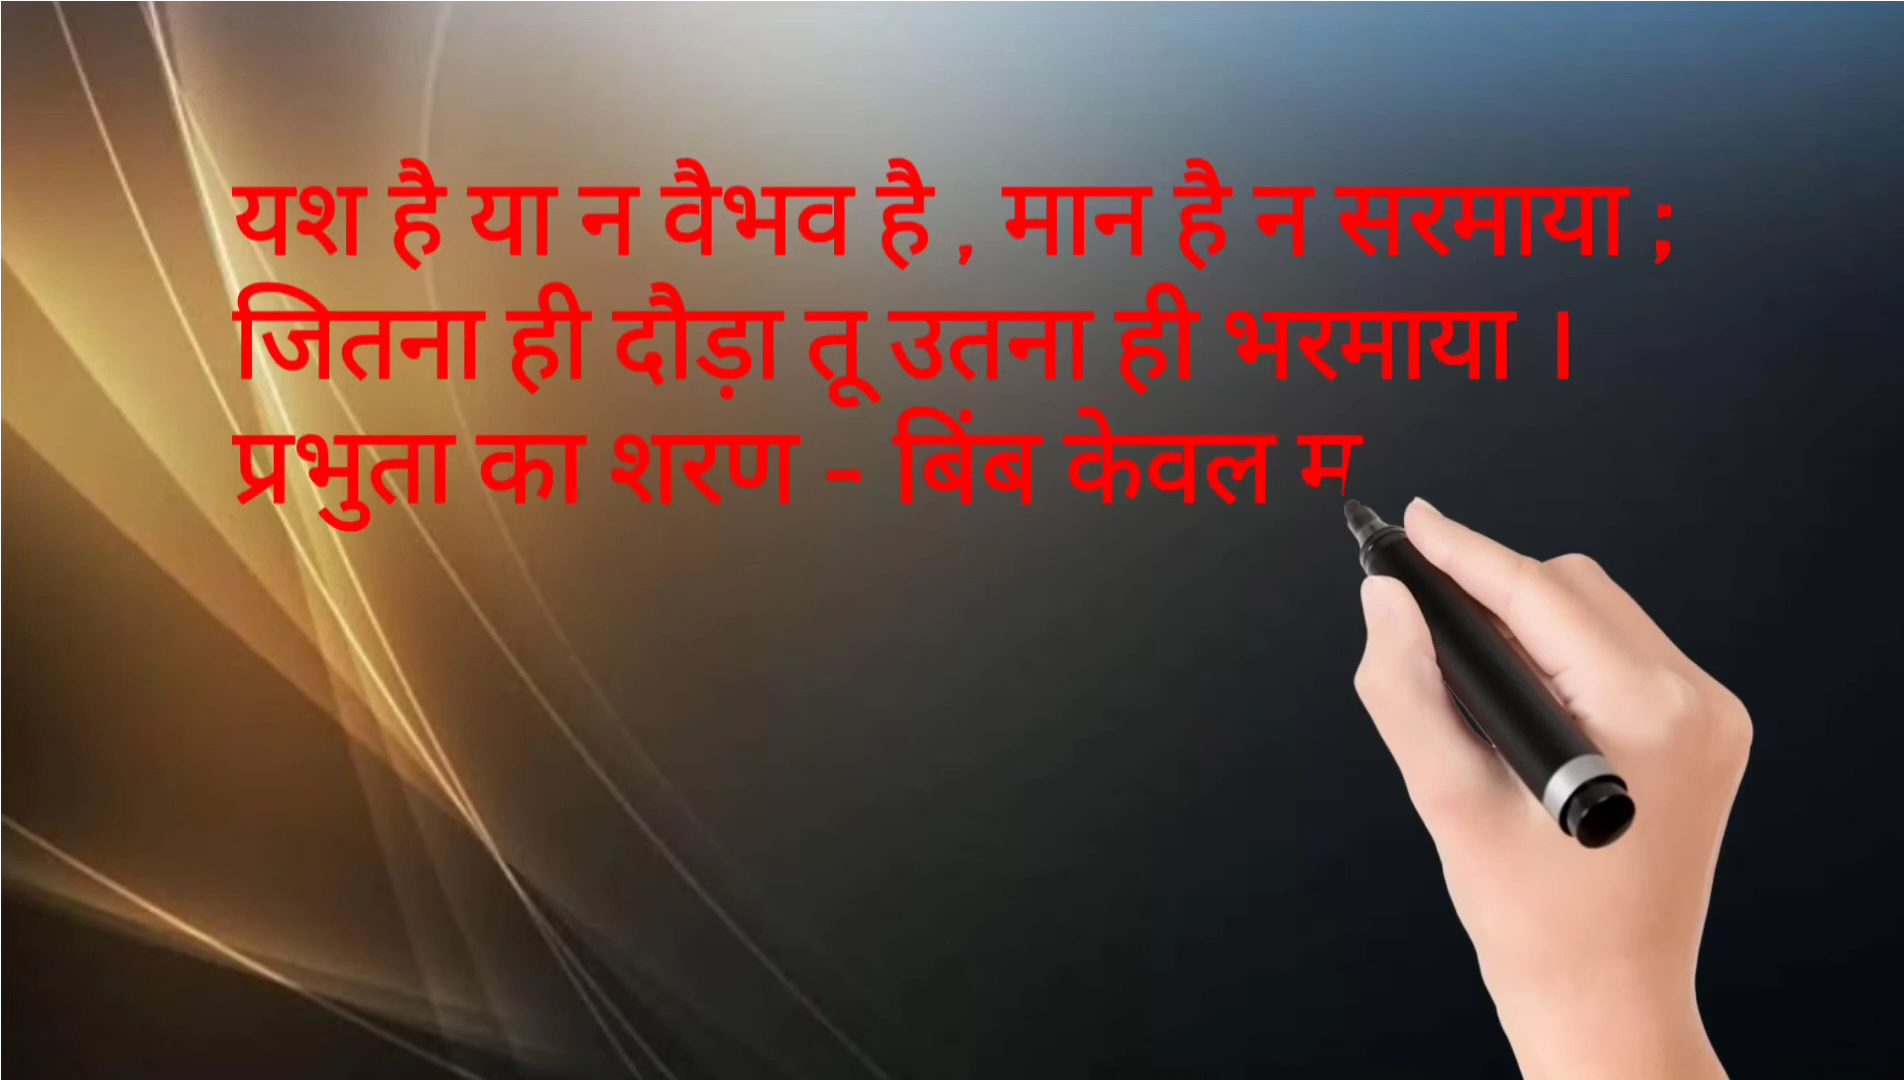 यश है या न वैभव है , मान है न सरमाया ;
जितना ही दौड़ा तू उतना ही भरमाया ।
प्रभुता का शरण - बिंब केवल